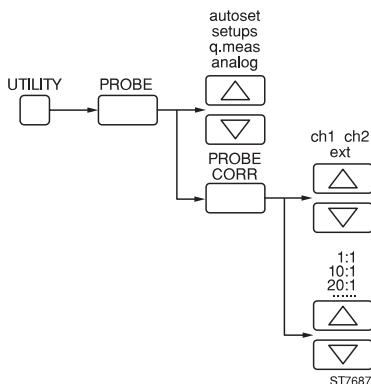 autoset
setups
q.meas
analog
UTILITY
PROBE
PROBE
CORR
ch1 ch2
ext
1:1
10:1
20:1
......
ST7687